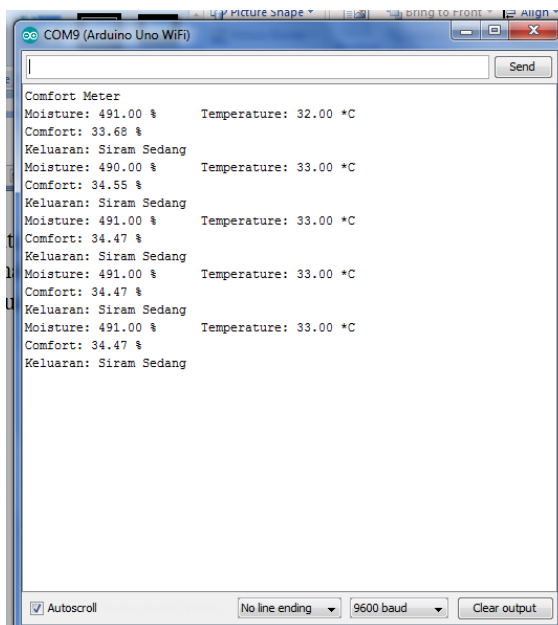 Picture Shape
Bring to Front
Align
COM9 (Arduino Uno WiFi)
Send
Comfort Meter
Moisture: 491.00 % Temperature: 32.00 *C
Comfort: 33.68 %
Keluaran: Siram Sedang
Moisture: 490.00 % Temperature: 33.00 *C
Comfort: 34.55 %
Keluaran: Siram Sedang
Moisture: 491.00 % Temperature: 33.00 *C
Comfort: 34.47 %
Keluaran: Siram Sedang
Moisture: 491.00 % Temperature: 33.00 *C
Comfort: 34.47 %
Keluaran: Siram Sedang
Moisture: 491.00 % Temperature: 33.00 *C
Comfort: 34.47 %
Keluaran: Siram Sedang
Autoscroll No line ending 9600 baud Clear output